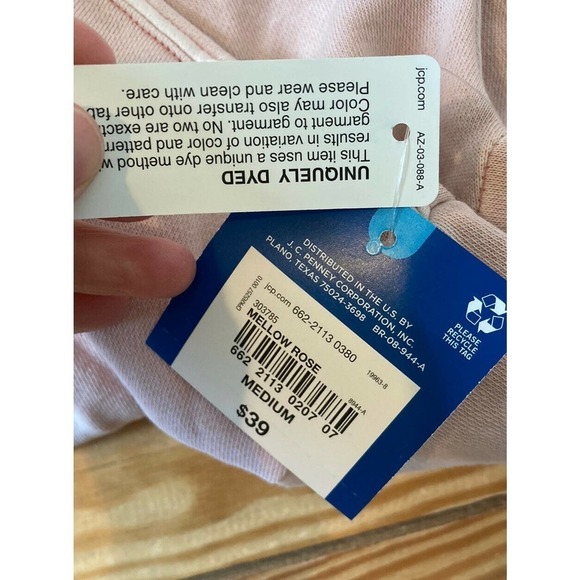 UNIQUELY DYED
This item uses a unique dye method
results in variation of color and pattern
garment to garment. No two are
Color may also transfer onto other
Please wear and clean with care.
jcp.com
AZ-03-088-A
DISTRIBUTED IN THE U.S. BY
J. C. PENNEY CORPORATION, INC.
PLANO, TEXAS 75024-3698 BR-08-944-A
PLEASE
RECYCLE
THIS TAG
jcp.com 662-2113 0380
19963-8
303785
MELLOW ROSE
8944-A
662 2113 0207 07
MEDIUM
$39